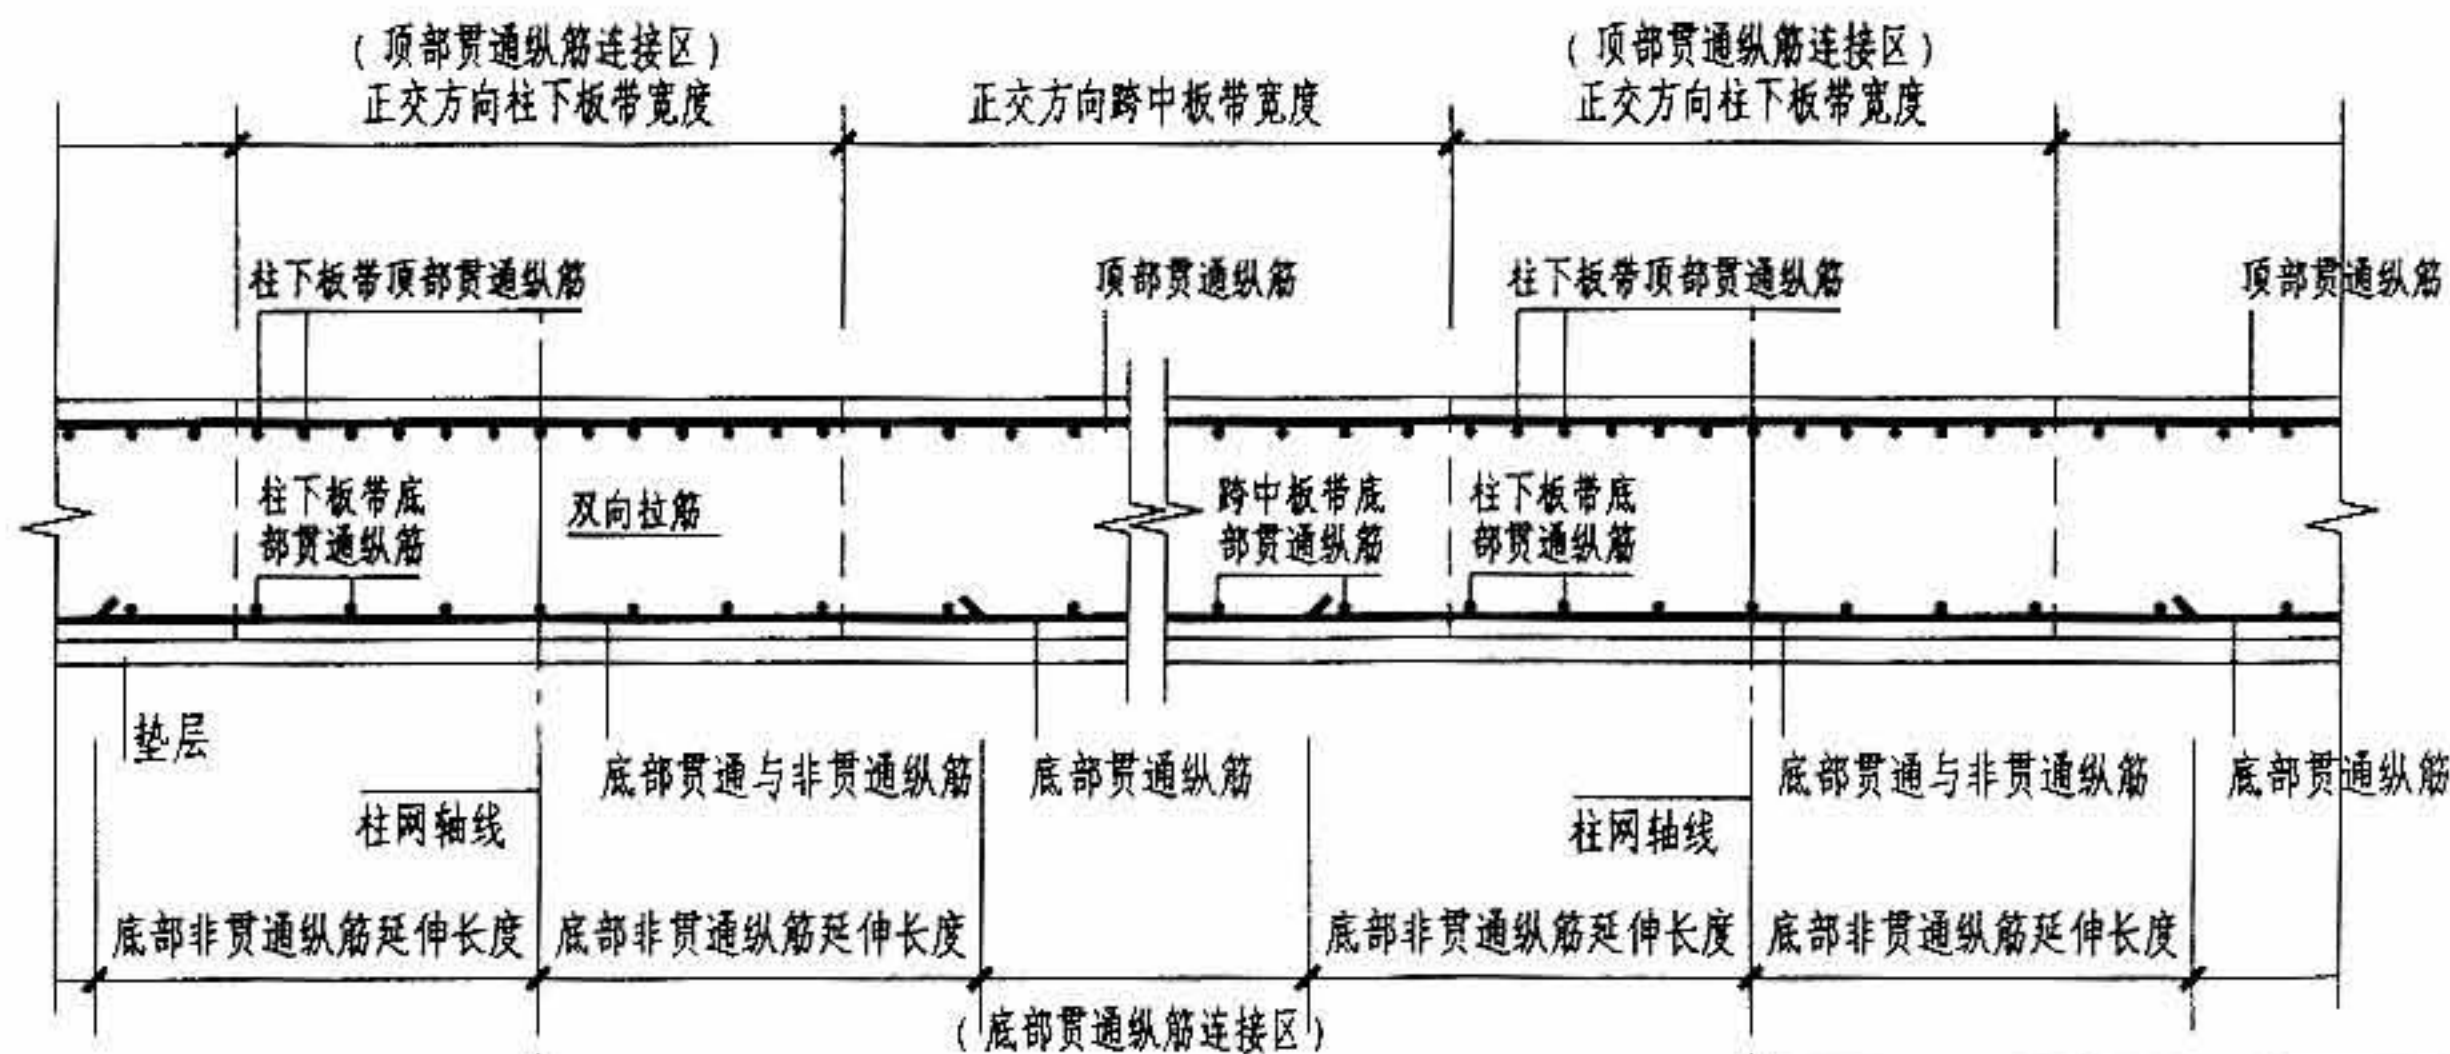 (顶部贯通纵筋连接区)
正交方向柱下板带宽度
正交方向跨中板带宽度
(顶部贯通纵筋连接区)
正交方向柱下板带宽度
柱下板带顶部贯通纵筋
顶部贯通纵筋
柱下板带顶部贯通纵筋
顶部贯通纵筋
柱下板带底
部贯通纵筋
双向拉筋
跨中板带底
部贯通纵筋
柱下板带底
部贯通纵筋
垫层
柱网轴线
底部贯通与非贯通纵筋
底部贯通纵筋
柱网轴线
底部贯通与非贯通纵筋
底部贯通纵筋
底部非贯通纵筋延伸长度
底部非贯通纵筋延伸长度
底部非贯通纵筋延伸长度
底部非贯通纵筋延伸长度
(底部贯通纵筋连接区)